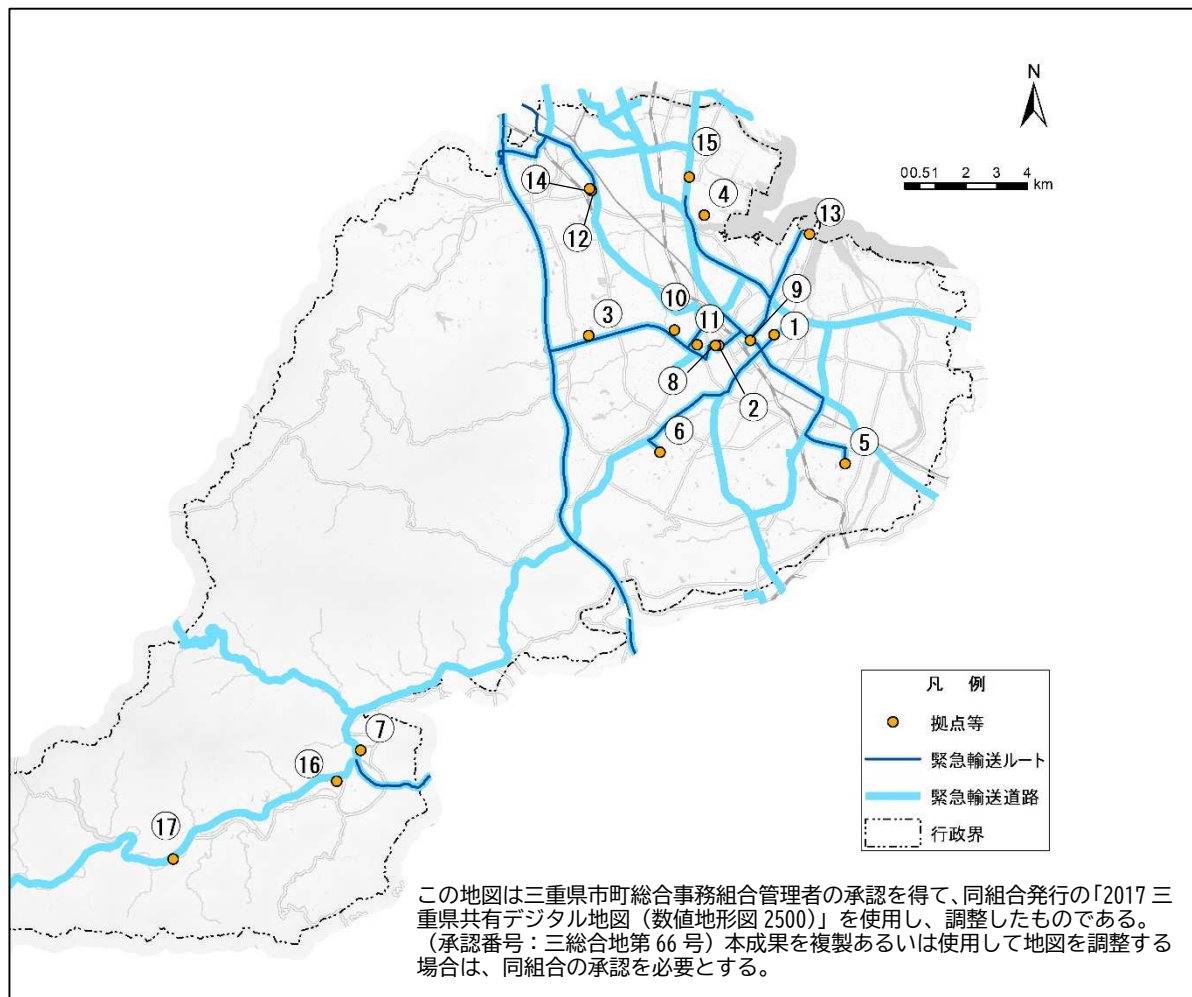 N
0 0.5 1 2 3 4
km
⑮
⑭
④
⑬
⑫
⑩
⑨
③
⑪
①
⑧
②
⑥
⑤
凡 例
拠点等
緊急輸送ルート
緊急輸送道路
行政界
⑦
⑯
⑰
この地図は三重県市町総合事務組合管理者の承認を得て、同組合発行の「2017 三
重県共有デジタル地図（数値地形図 2500）」を使用し、調整したものである。
（承認番号：三総合地第 66 号）本成果を複製あるいは使用して地図を調整する
場合は、同組合の承認を必要とする。